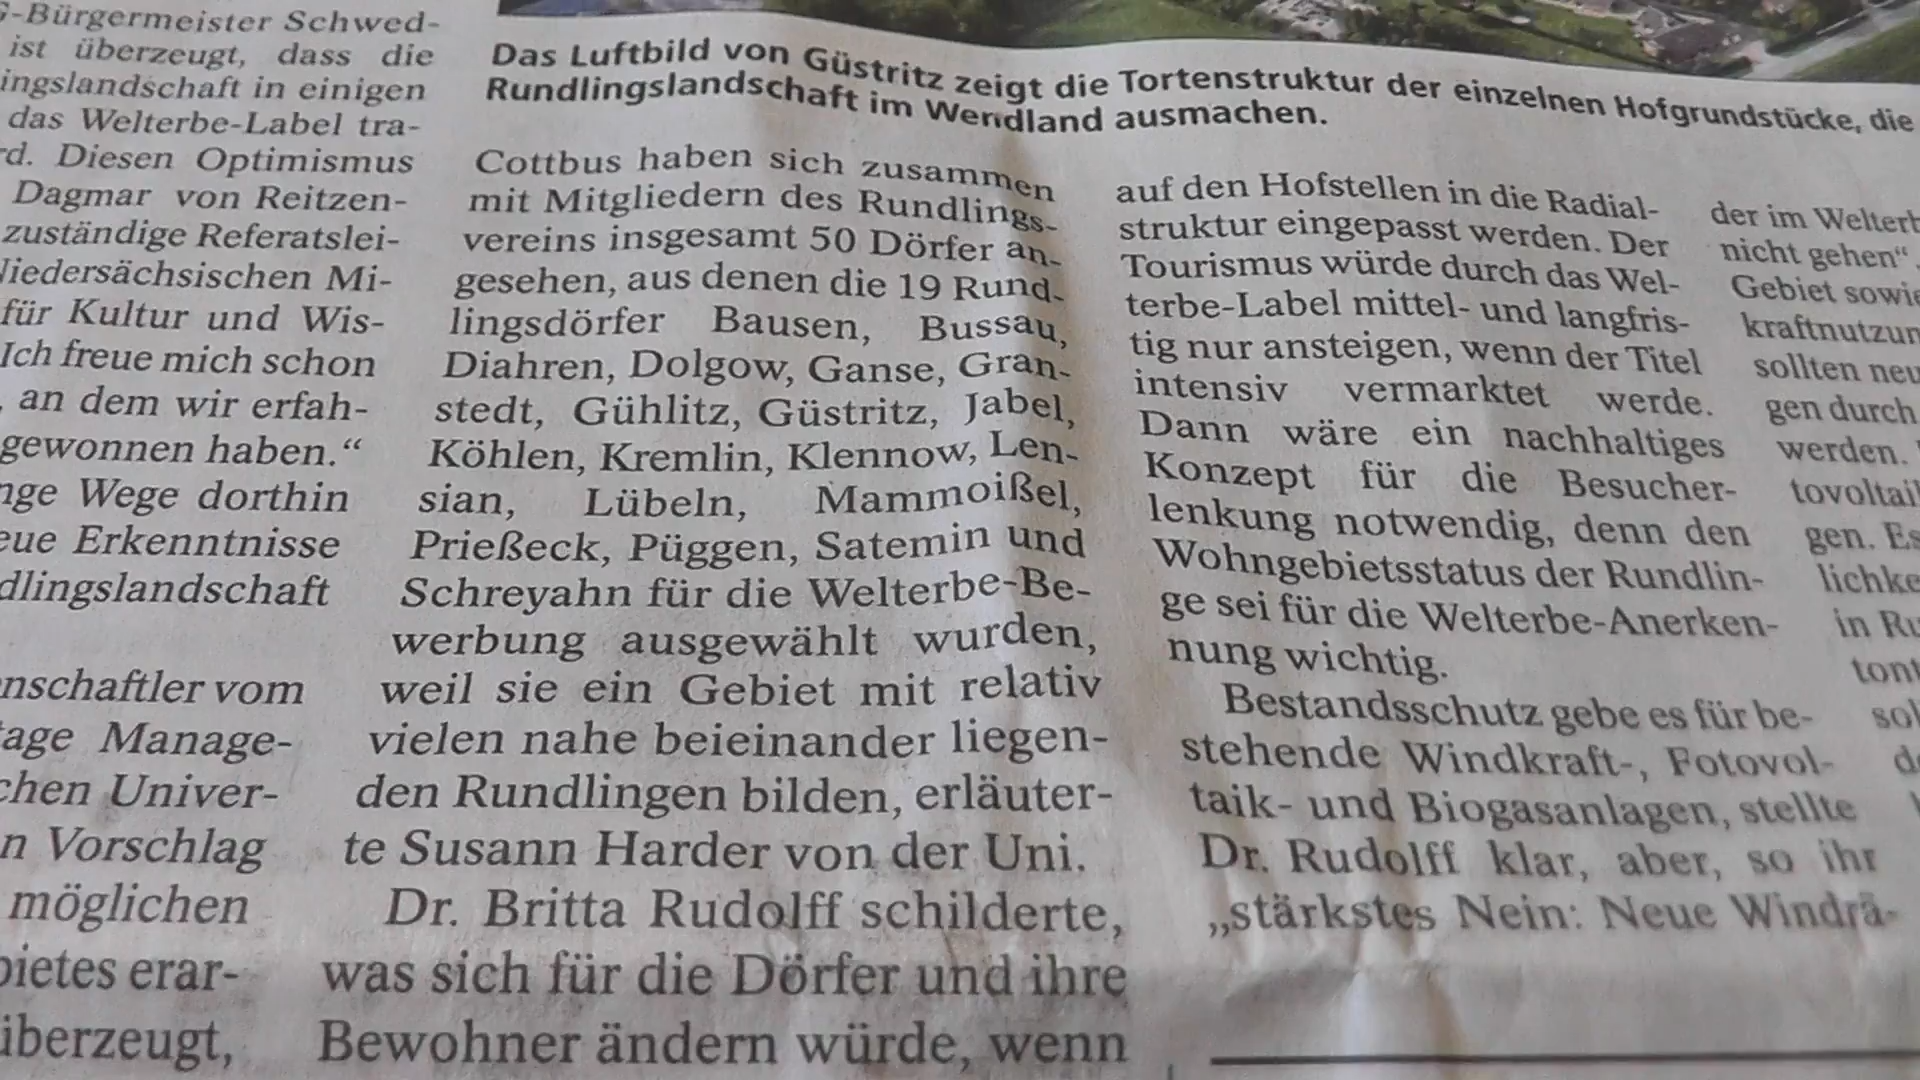 Das Luftbild von Güstritz zeigt die Tortenstruktur der einzelnen Hofgrundstücke, die
Rundlingslandschaft im Wendland ausmachen.
-Bürgermeister Schwed-
ist überzeugt, dass die
ingslandschaft in einigen
das Welterbe-Label tra-
rd. Diesen Optimismus
Dagmar von Reitzen-
zuständige Referatslei-
Niedersächsischen Mi-
für Kultur und Wis-
Ich freue mich schon
, an dem wir erfah-
gewonnen haben.“
nge Wege dorthin
eue Erkenntnisse
dlingslandschaft
nschaftler vom
age Manage-
chen Univer-
n Vorschlag
möglichen
bietes erar-
überzeugt,
Cottbus haben sich zusammen
mit Mitgliedern des Rundlings-
vereins insgesamt 50 Dörfer an-
gesehen, aus denen die 19 Rund-
lingsdörfer Bausen, Bussau,
Diahren, Dolgow, Ganse, Gran-
stedt, Gühlitz, Güstritz, Jabel,
Köhlen, Kremlin, Klennow, Len-
sian, Lübeln, Mammoißel,
Prießeck, Püggen, Satemin und
Schreyahn für die Welterbe-Be-
werbung ausgewählt wurden,
weil sie ein Gebiet mit relativ
vielen nahe beieinander liegen-
den Rundlingen bilden, erläuter-
te Susann Harder von der Uni.
Dr. Britta Rudolff schilderte,
was sich für die Dörfer und ihre
Bewohner ändern würde, wenn
auf den Hofstellen in die Radial-
struktur eingepasst werden. Der
Tourismus würde durch das Wel-
terbe-Label mittel- und langfris-
tig nur ansteigen, wenn der Titel
intensiv vermarktet werde.
Dann wäre ein nachhaltiges
Konzept für die Besucher-
lenkung notwendig, denn den
Wohngebietsstatus der Rundlin-
ge sei für die Welterbe-Anerken-
nung wichtig.
Bestandsschutz gebe es für be-
stehende Windkraft-, Fotovol-
taik- und Biogasanlagen, stellte
Dr. Rudolff klar, aber, so ihr
„stärkstes Nein: Neue Windrä-
der im Welterb
nicht gehen“
Gebiet sowie
kraftnutzun
sollten neu
gen durch
werden.
tovoltaik
gen. Es
lichke
in Ru
tont
sol